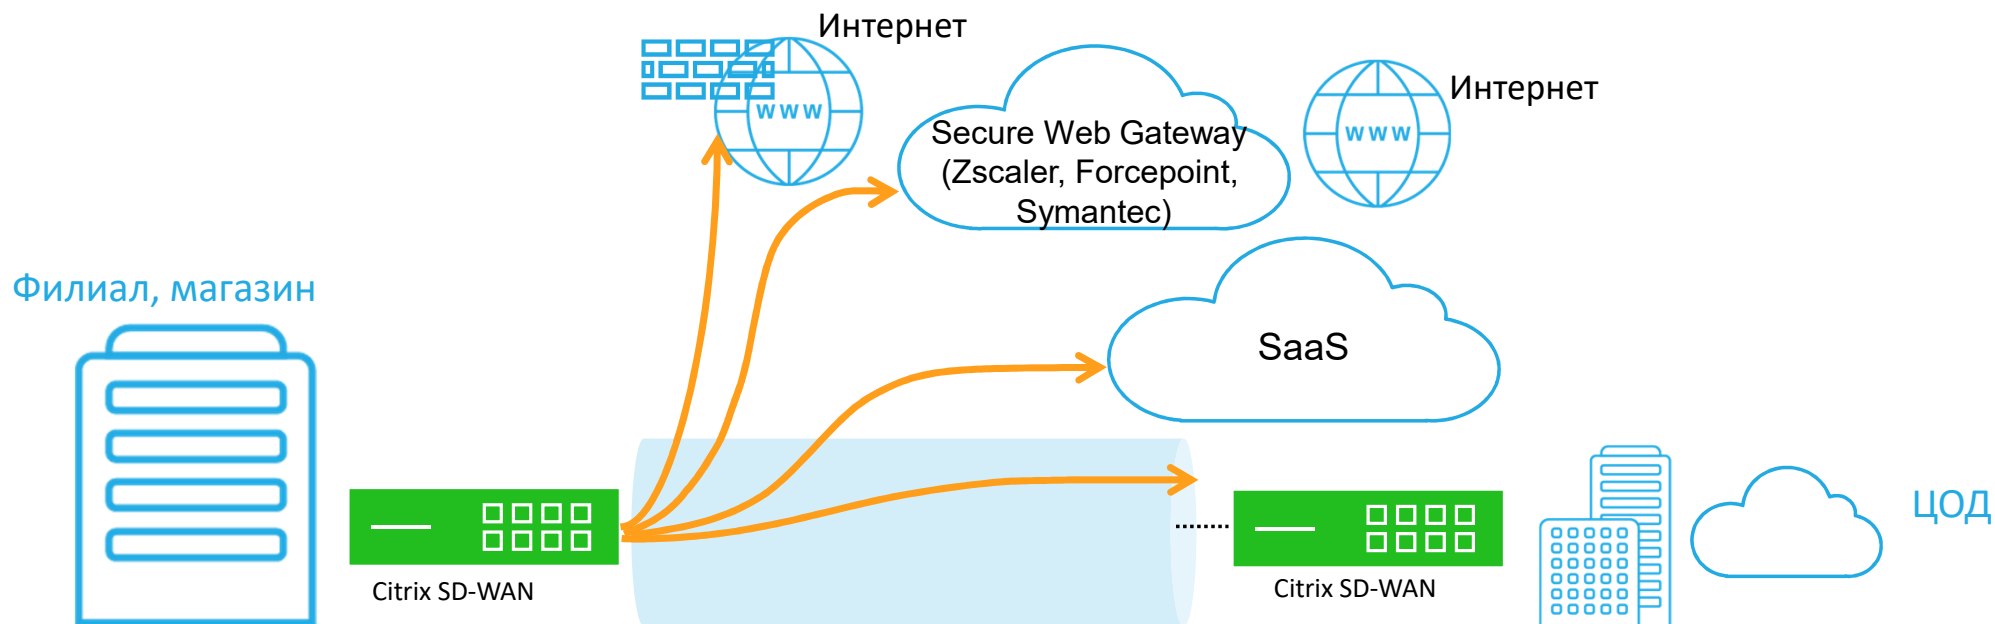 Интернет
Интернет
www
www
Secure Web Gateway
(Zscaler, Forcepoint,
Symantec)
Филиал, магазин
SaaS
ЦОД
Citrix SD-WAN
Citrix SD-WAN